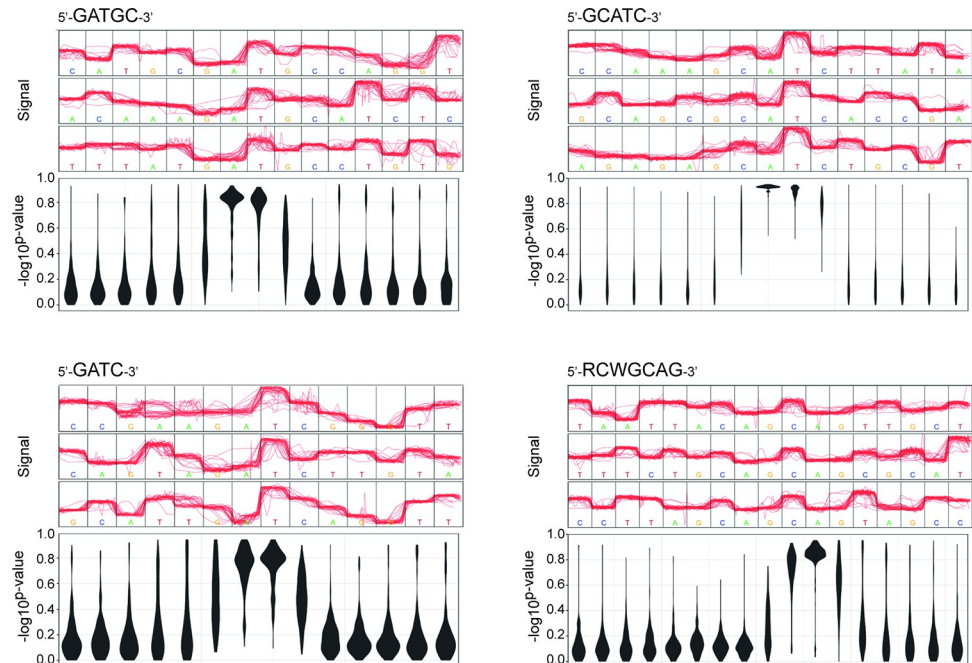 5'-GATGC-3'
Signal
C A T G C G A T G C C A G G T
A C A A A G A T G C A T C T C
T T T A T G A T G C C T G T T
-log10p-value
1.0
0.8
0.6
0.4
0.2
0.0
5'-GCATC-3'
Signal
C C A A A G C A T C T T A T A
G C A G C G C A T C A C C G A
A G A G A G C A T C T G C G T
-log10p-value
1.0
0.8
0.6
0.4
0.2
0.0
5'-GATC-3'
Signal
C C G A A G A T C G G G T T
C A G T A G A T C T T G T A
G C A T T G A T C A G T
-log10p-value
1.0
0.8
0.6
0.4
0.2
0.0
5'-RCWGCAG-3'
Signal
T A A T T A C A G C A G T T G C T
T T T C T G C A G C A G C G C A T
C C T T A G C A G C A G T A G C C
-log10p-value
1.0
0.8
0.6
0.4
0.2
0.0